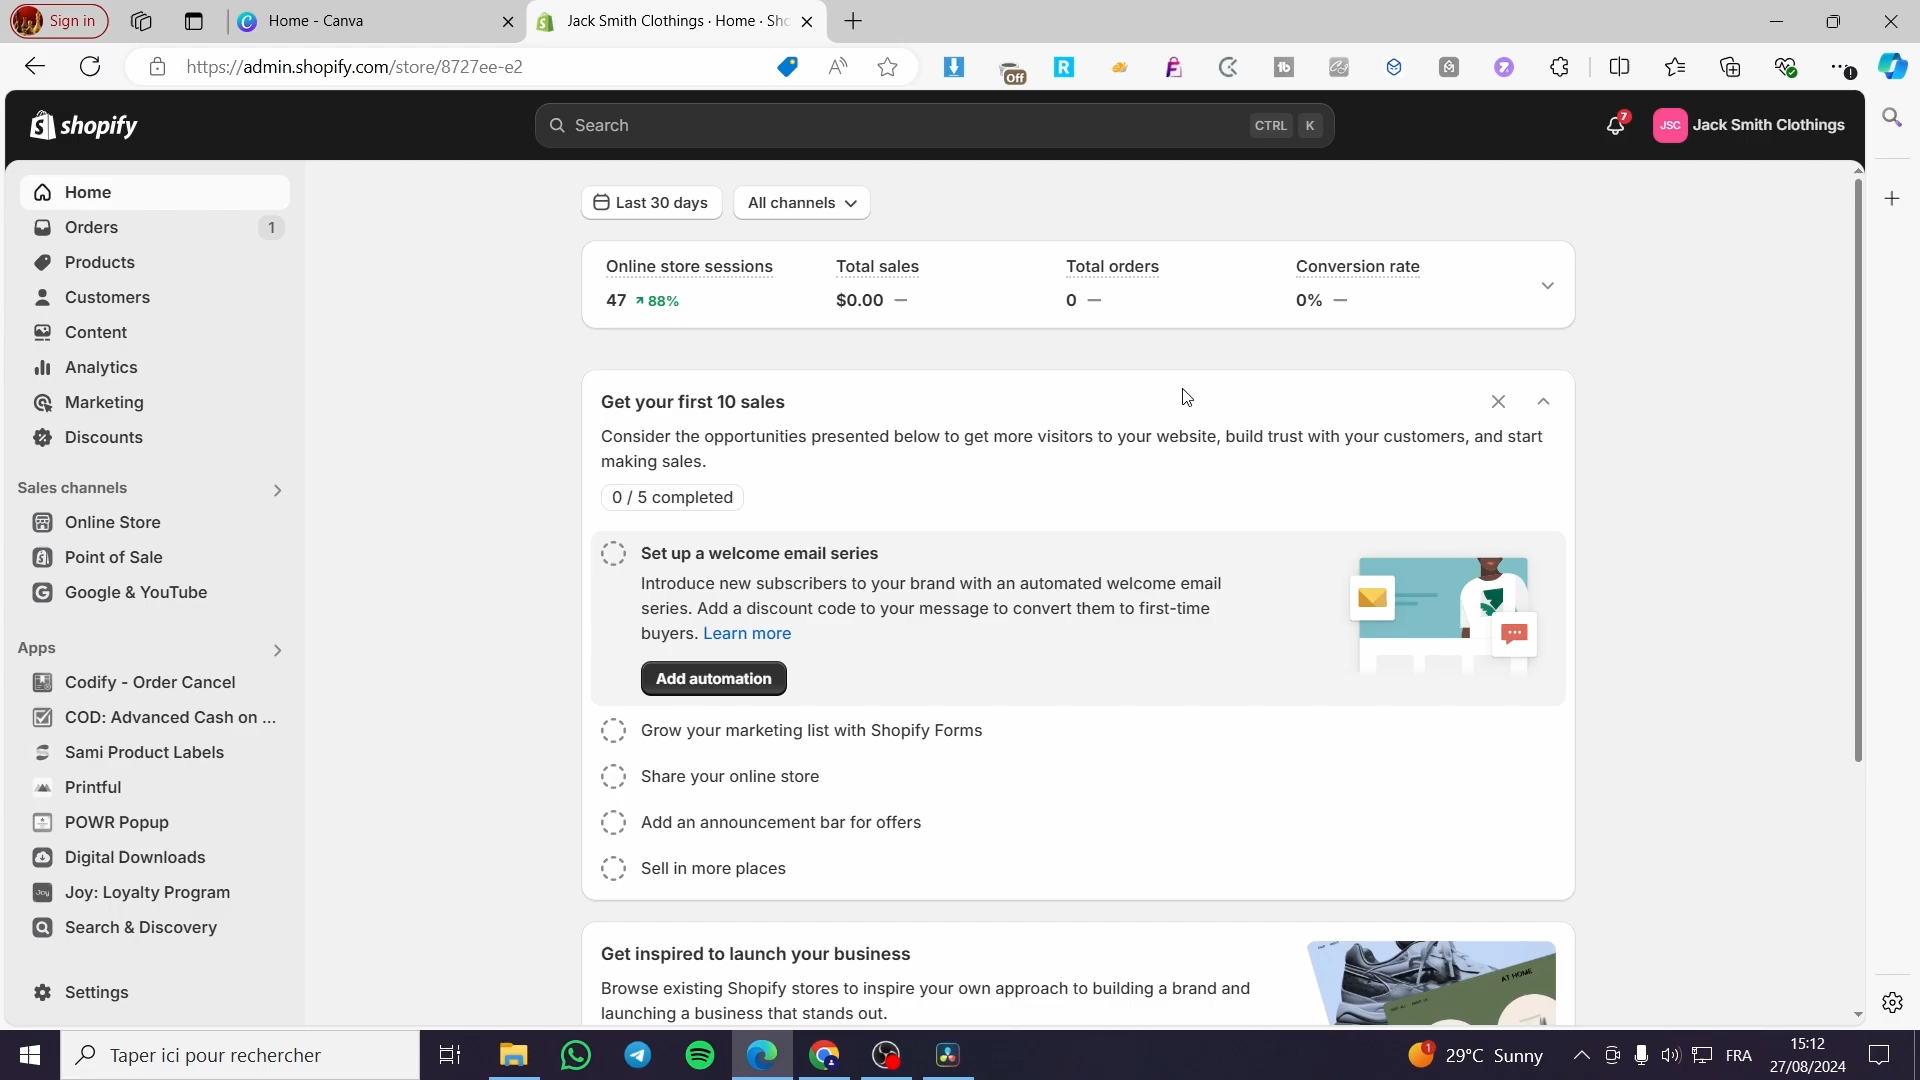 Sign in
Home - Canva
Jack Smith Clothings · Home · Sho
https://admin.shopify.com/store/8727ee-e2
Off
shopify
Search
CTRL K
7
JSC
Jack Smith Clothings
Home
Orders 1
Products
Customers
Content
Analytics
Marketing
Discounts
Sales channels
Online Store
Point of Sale
Google & YouTube
Apps
Codify - Order Cancel
COD: Advanced Cash on ...
Sami Product Labels
Printful
POWR Popup
Digital Downloads
Joy: Loyalty Program
Search & Discovery
Settings
Last 30 days
All channels
Online store sessions
47 88%
Total sales
$0.00 —
Total orders
0 —
Conversion rate
0% —
Get your first 10 sales
Consider the opportunities presented below to get more visitors to your website, build trust with your customers, and start
making sales.
0 / 5 completed
Set up a welcome email series
Introduce new subscribers to your brand with an automated welcome email
series. Add a discount code to your message to convert them to first-time
buyers. Learn more
Add automation
Grow your marketing list with Shopify Forms
Share your online store
Add an announcement bar for offers
Sell in more places
Get inspired to launch your business
Browse existing Shopify stores to inspire your own approach to building a brand and
launching a business that stands out.
AT HOME
Taper ici pour rechercher
1
29°C Sunny
FRA
15:12
27/08/2024